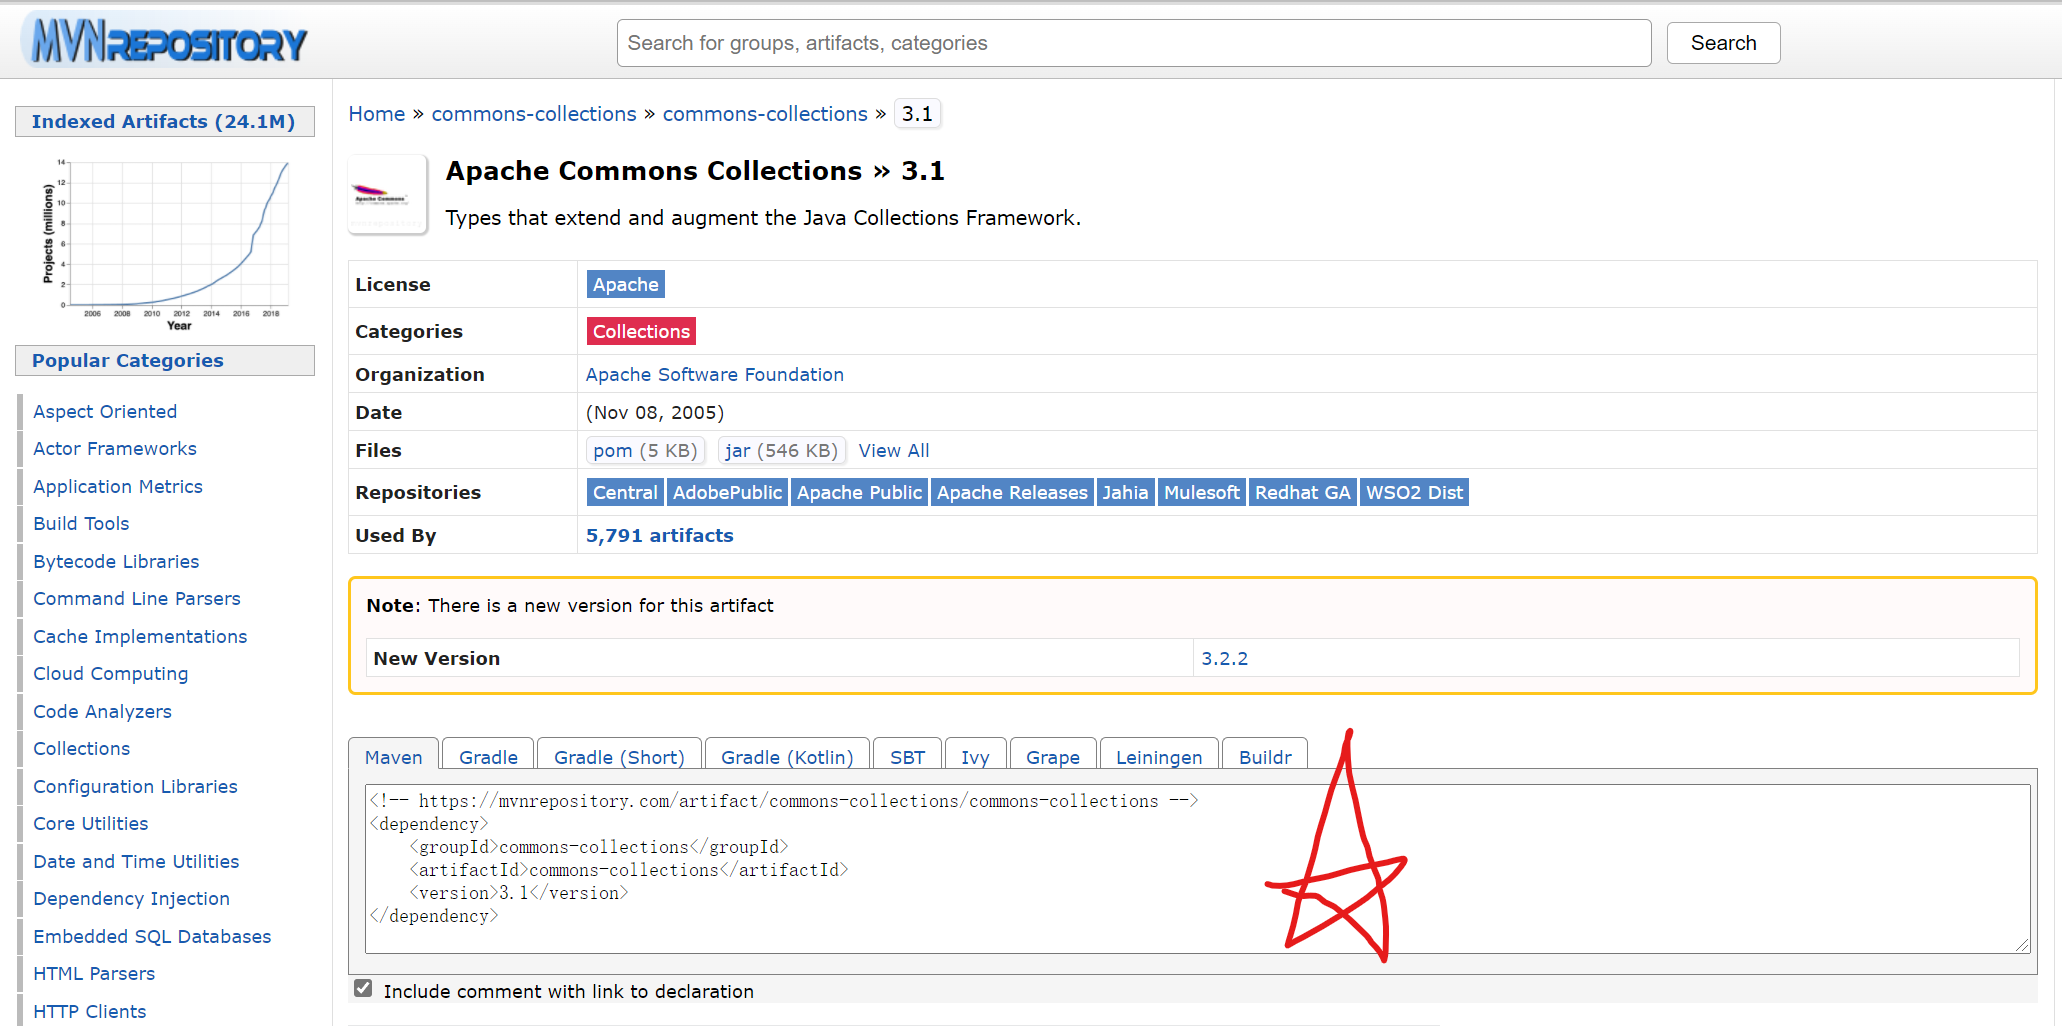 MVNREPOSITORY
Search for groups, artifacts, categories
Search
Indexed Artifacts (24.1M)
Projects (millions)
14
12
10
8
6
4
2
0
2006 2008 2010 2012 2014 2016 2018
Year
Popular Categories
Aspect Oriented
Actor Frameworks
Application Metrics
Build Tools
Bytecode Libraries
Command Line Parsers
Cache Implementations
Cloud Computing
Code Analyzers
Collections
Configuration Libraries
Core Utilities
Date and Time Utilities
Dependency Injection
Embedded SQL Databases
HTML Parsers
HTTP Clients
Home » commons-collections » commons-collections » 3.1
Apache Commons
Apache Commons Collections » 3.1
Types that extend and augment the Java Collections Framework.
License Apache
Categories Collections
Organization Apache Software Foundation
Date (Nov 08, 2005)
Files pom (5 KB) jar (546 KB) View All
Repositories Central AdobePublic Apache Public Apache Releases Jahia Mulesoft Redhat GA WSO2 Dist
Used By 5,791 artifacts
Note: There is a new version for this artifact
New Version 3.2.2
Maven Gradle Gradle (Short) Gradle (Kotlin) SBT Ivy Grape Leiningen Buildr
<!-- https://mvnrepository.com/artifact/commons-collections/commons-collections -->
<dependency>
    <groupId>commons-collections</groupId>
    <artifactId>commons-collections</artifactId>
    <version>3.1</version>
</dependency>
Include comment with link to declaration